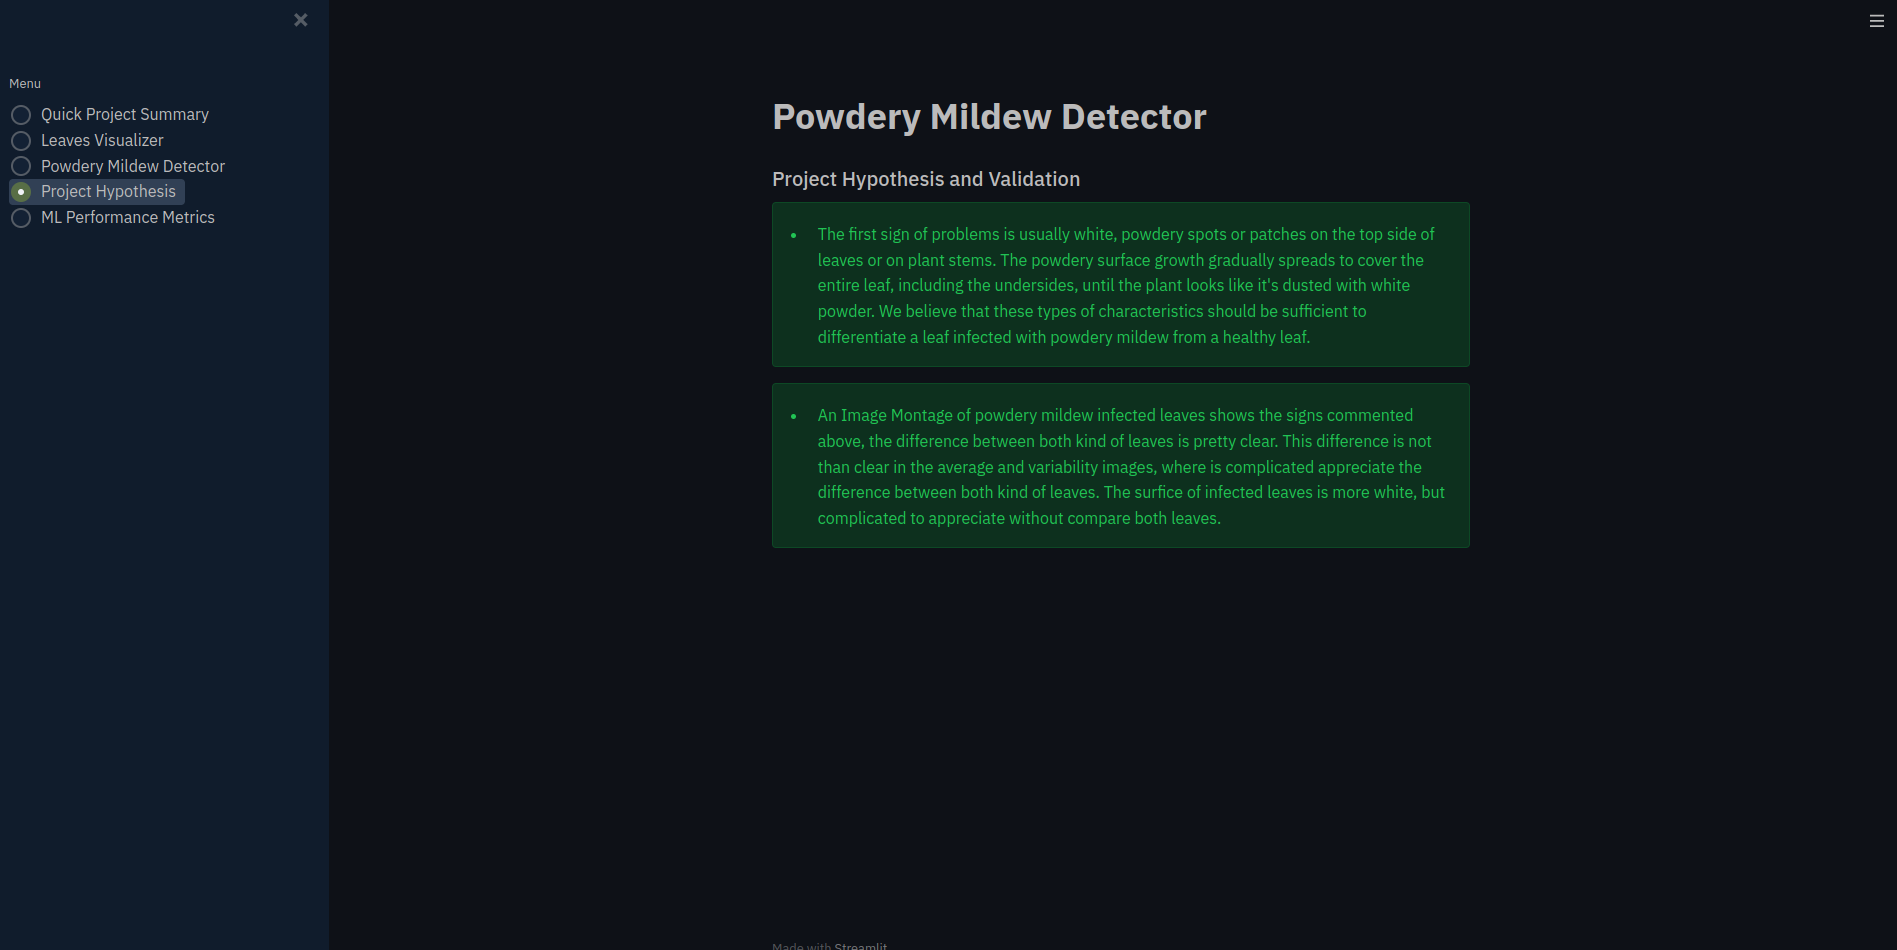 Menu
Quick Project Summary
Leaves Visualizer
Powdery Mildew Detector
Project Hypothesis
ML Performance Metrics
Powdery Mildew Detector
Project Hypothesis and Validation
• The first sign of problems is usually white, powdery spots or patches on the top side of
leaves or on plant stems. The powdery surface growth gradually spreads to cover the
entire leaf, including the undersides, until the plant looks like it's dusted with white
powder. We believe that these types of characteristics should be sufficient to
differentiate a leaf infected with powdery mildew from a healthy leaf.
• An Image Montage of powdery mildew infected leaves shows the signs commented
above, the difference between both kind of leaves is pretty clear. This difference is not
than clear in the average and variability images, where is complicated appreciate the
difference between both kind of leaves. The surfice of infected leaves is more white, but
complicated to appreciate without compare both leaves.
Made with Streamlit